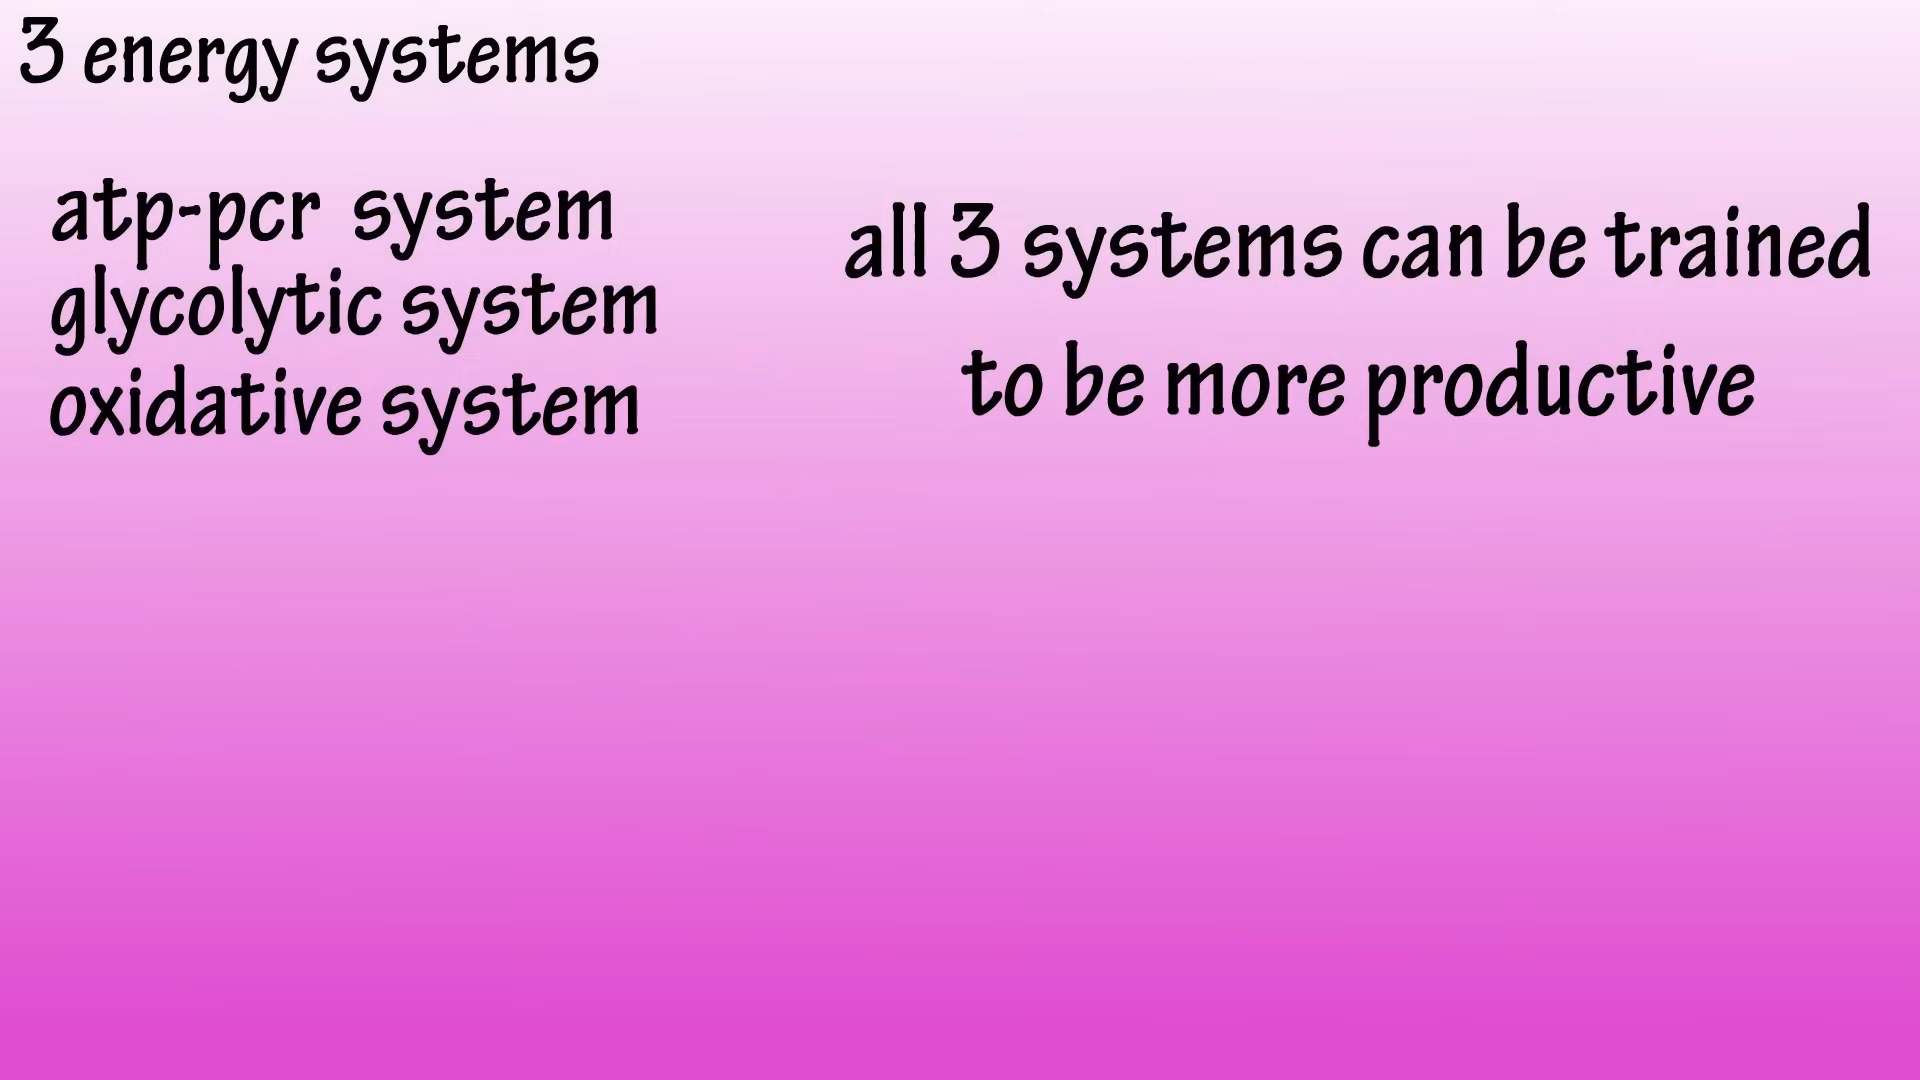 3 energy systems
atp-pcr system
glycolytic system
oxidative system
all 3 systems can be trained
to be more productive